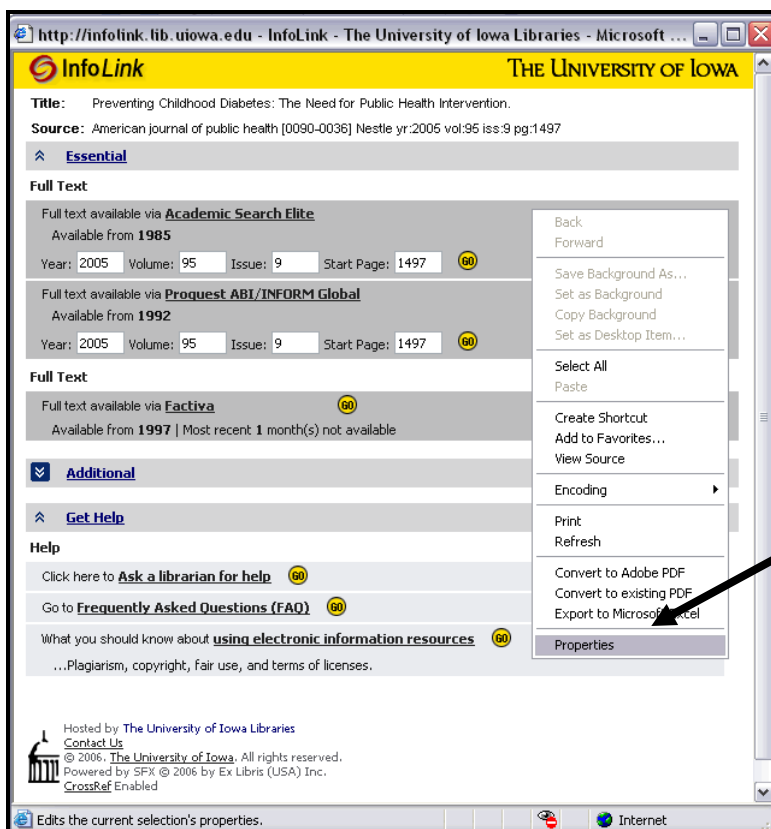 http://infolink.lib.uiowa.edu - InfoLink - The University of Iowa Libraries - Microsoft ...
InfoLink
THE UNIVERSITY OF IOWA
Title: Preventing Childhood Diabetes: The Need for Public Health Intervention.
Source: American journal of public health [0090-0036] Nestle yr:2005 vol:95 iss:9 pg:1497
Essential
Full Text
Full text available via Academic Search Elite
Available from 1985
Year: 2005 Volume: 95 Issue: 9 Start Page: 1497 GO
Full text available via Proquest ABI/INFORM Global
Available from 1992
Year: 2005 Volume: 95 Issue: 9 Start Page: 1497 GO
Full Text
Full text available via Factiva GO
Available from 1997 | Most recent 1 month(s) not available
Additional
Get Help
Help
Click here to Ask a librarian for help GO
Go to Frequently Asked Questions (FAQ) GO
What you should know about using electronic information resources GO
...Plagiarism, copyright, fair use, and terms of licenses.
Hosted by The University of Iowa Libraries
Contact Us
© 2006. The University of Iowa. All rights reserved.
Powered by SFX © 2006 by Ex Libris (USA) Inc.
CrossRef Enabled
Back
Forward
Save Background As...
Set as Background
Copy Background
Set as Desktop Item...
Select All
Paste
Create Shortcut
Add to Favorites...
View Source
Encoding
Print
Refresh
Convert to Adobe PDF
Convert to existing PDF
Export to Microsoft Excel
Properties
Edits the current selection's properties.
Internet